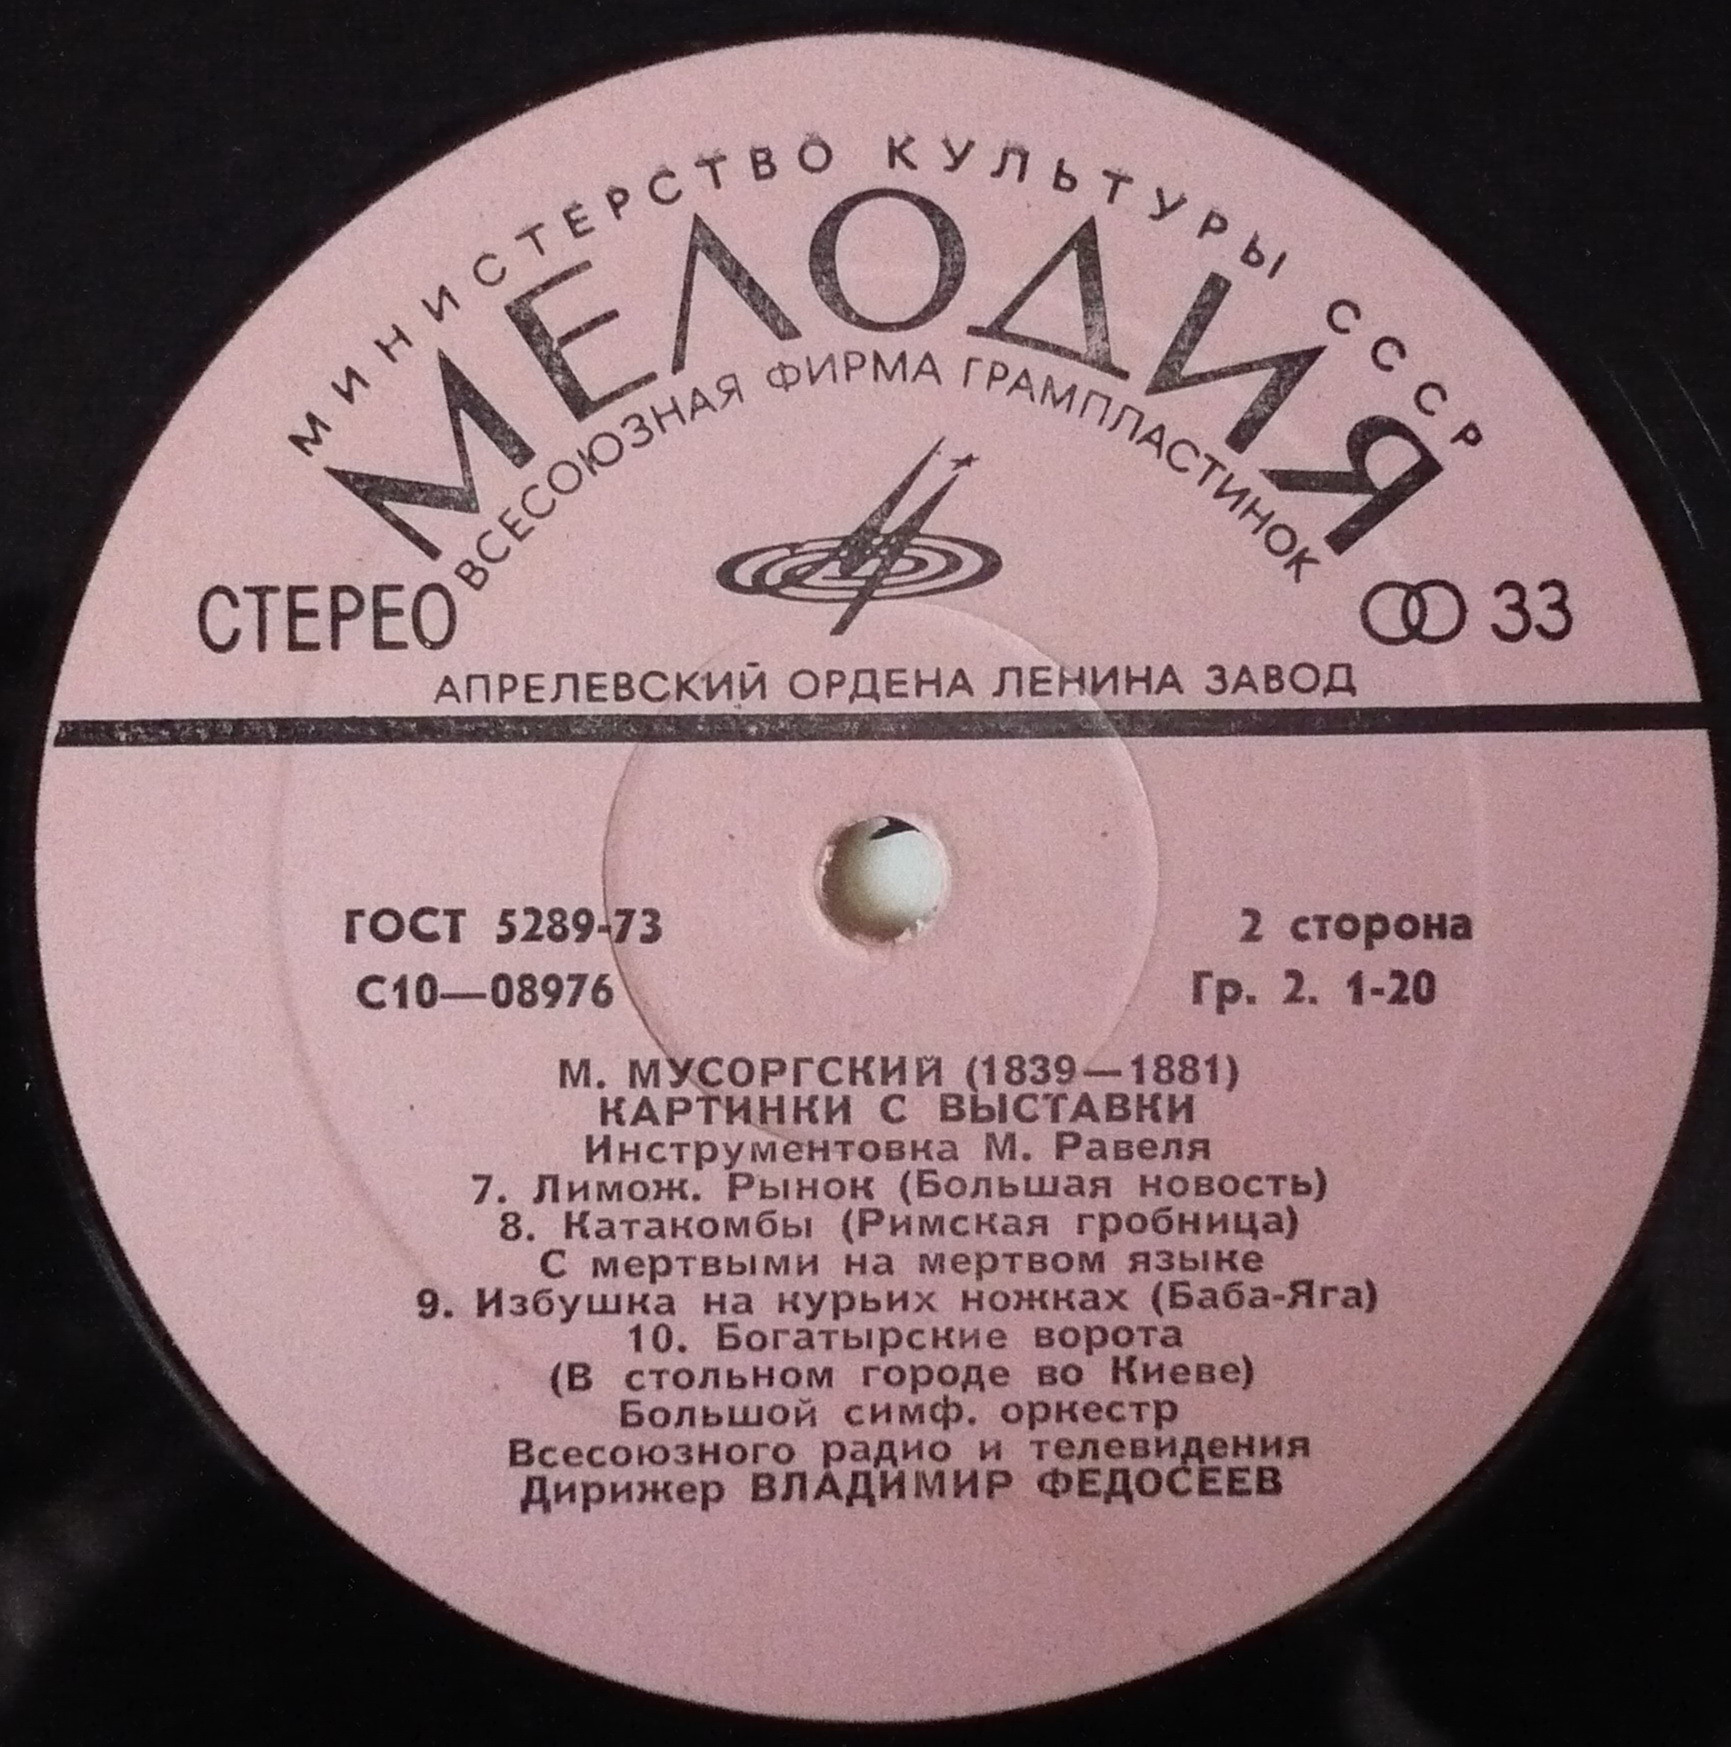 МИНИСТЕРСТВО КУЛЬТУРЫ СССР
МЕЛОДИЯ
ВСЕСОЮЗНАЯ ФИРМА ГРАМПЛАСТИНОК
СТЕРЕО
33
АПРЕЛЕВСКИЙ ОРДЕНА ЛЕНИНА ЗАВОД
ГОСТ 5289-73
2 сторона
С10—08976
Гр. 2. 1-20
М. МУСОРГСКИЙ (1839—1881)
КАРТИНКИ С ВЫСТАВКИ
Инструментовка М. Равеля
7. Лимож. Рынок (Большая новость)
8. Катакомбы (Римская гробница)
С мертвыми на мертвом языке
9. Избушка на курьих ножках (Баба-Яга)
10. Богатырские ворота
(В стольном городе во Киеве)
Большой симф. оркестр
Всесоюзного радио и телевидения
Дирижер ВЛАДИМИР ФЕДОСЕЕВ